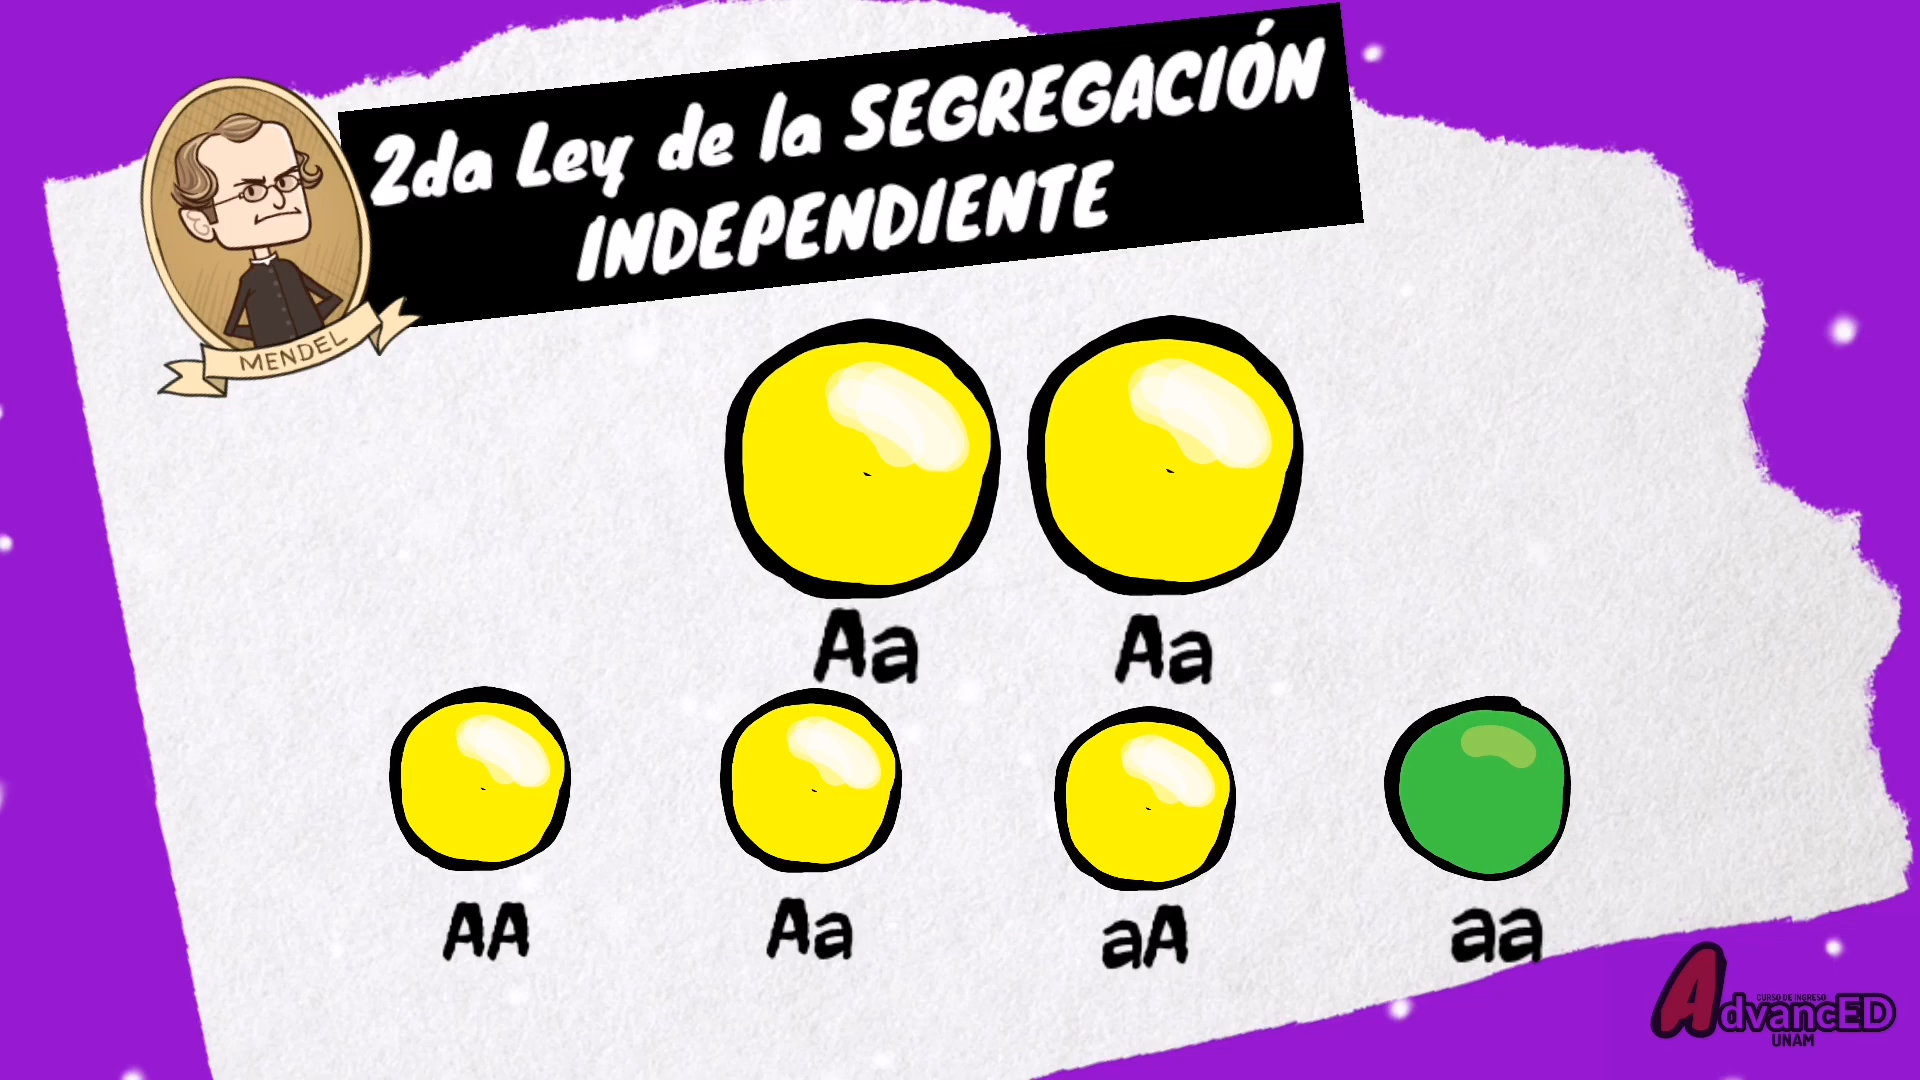 2da Ley de la SEGREGACIÓN
INDEPENDIENTE
MENDEL
Aa Aa
AA Aa aA aa
CURSO DE INGRESO
AdvancED
UNAM